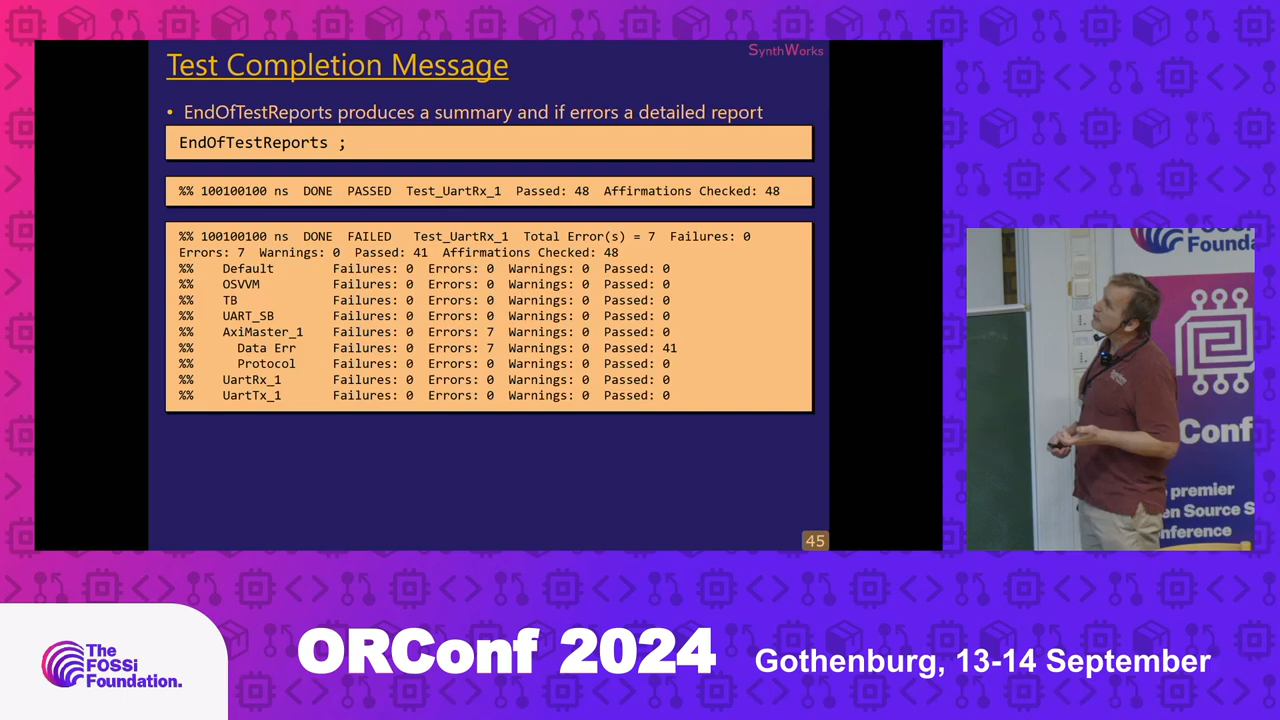 SynthWorks
Test Completion Message
• EndOfTestReports produces a summary and if errors a detailed report
EndOfTestReports ;
%% 100100100 ns  DONE  PASSED  Test_UartRx_1  Passed: 48  Affirmations Checked: 48
%% 100100100 ns  DONE  FAILED  Test_UartRx_1  Total Error(s) = 7  Failures: 0
Errors: 7  Warnings: 0  Passed: 41  Affirmations Checked: 48
%%    Default        Failures: 0  Errors: 0  Warnings: 0  Passed: 0
%%    OSVVM          Failures: 0  Errors: 0  Warnings: 0  Passed: 0
%%    TB             Failures: 0  Errors: 0  Warnings: 0  Passed: 0
%%    UART_SB        Failures: 0  Errors: 0  Warnings: 0  Passed: 0
%%    AxiMaster_1    Failures: 0  Errors: 7  Warnings: 0  Passed: 0
%%      Data Err     Failures: 0  Errors: 7  Warnings: 0  Passed: 41
%%      Protocol     Failures: 0  Errors: 0  Warnings: 0  Passed: 0
%%    UartRx_1       Failures: 0  Errors: 0  Warnings: 0  Passed: 0
%%    UartTx_1       Failures: 0  Errors: 0  Warnings: 0  Passed: 0
45
FOSSi
Founda
Conf
premier
en Source S
nference
The
FOSSi
Foundation.
ORConf 2024
Gothenburg, 13-14 September